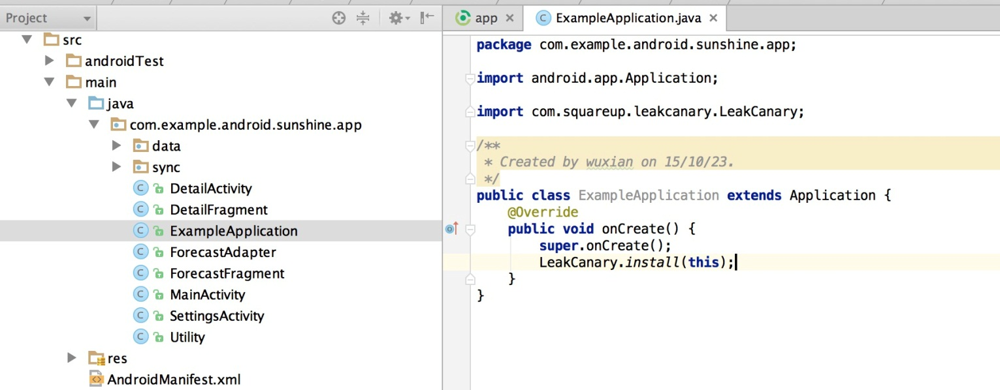 Project
src
androidTest
main
java
com.example.android.sunshine.app
data
sync
DetailActivity
DetailFragment
ExampleApplication
ForecastAdapter
ForecastFragment
MainActivity
SettingsActivity
Utility
res
AndroidManifest.xml
app
ExampleApplication.java
package com.example.android.sunshine.app;
import android.app.Application;
import com.squareup.leakcanary.LeakCanary;
/**
 * Created by wuxian on 15/10/23.
 */
public class ExampleApplication extends Application {
    @Override
    public void onCreate() {
        super.onCreate();
        LeakCanary.install(this);
    }
}